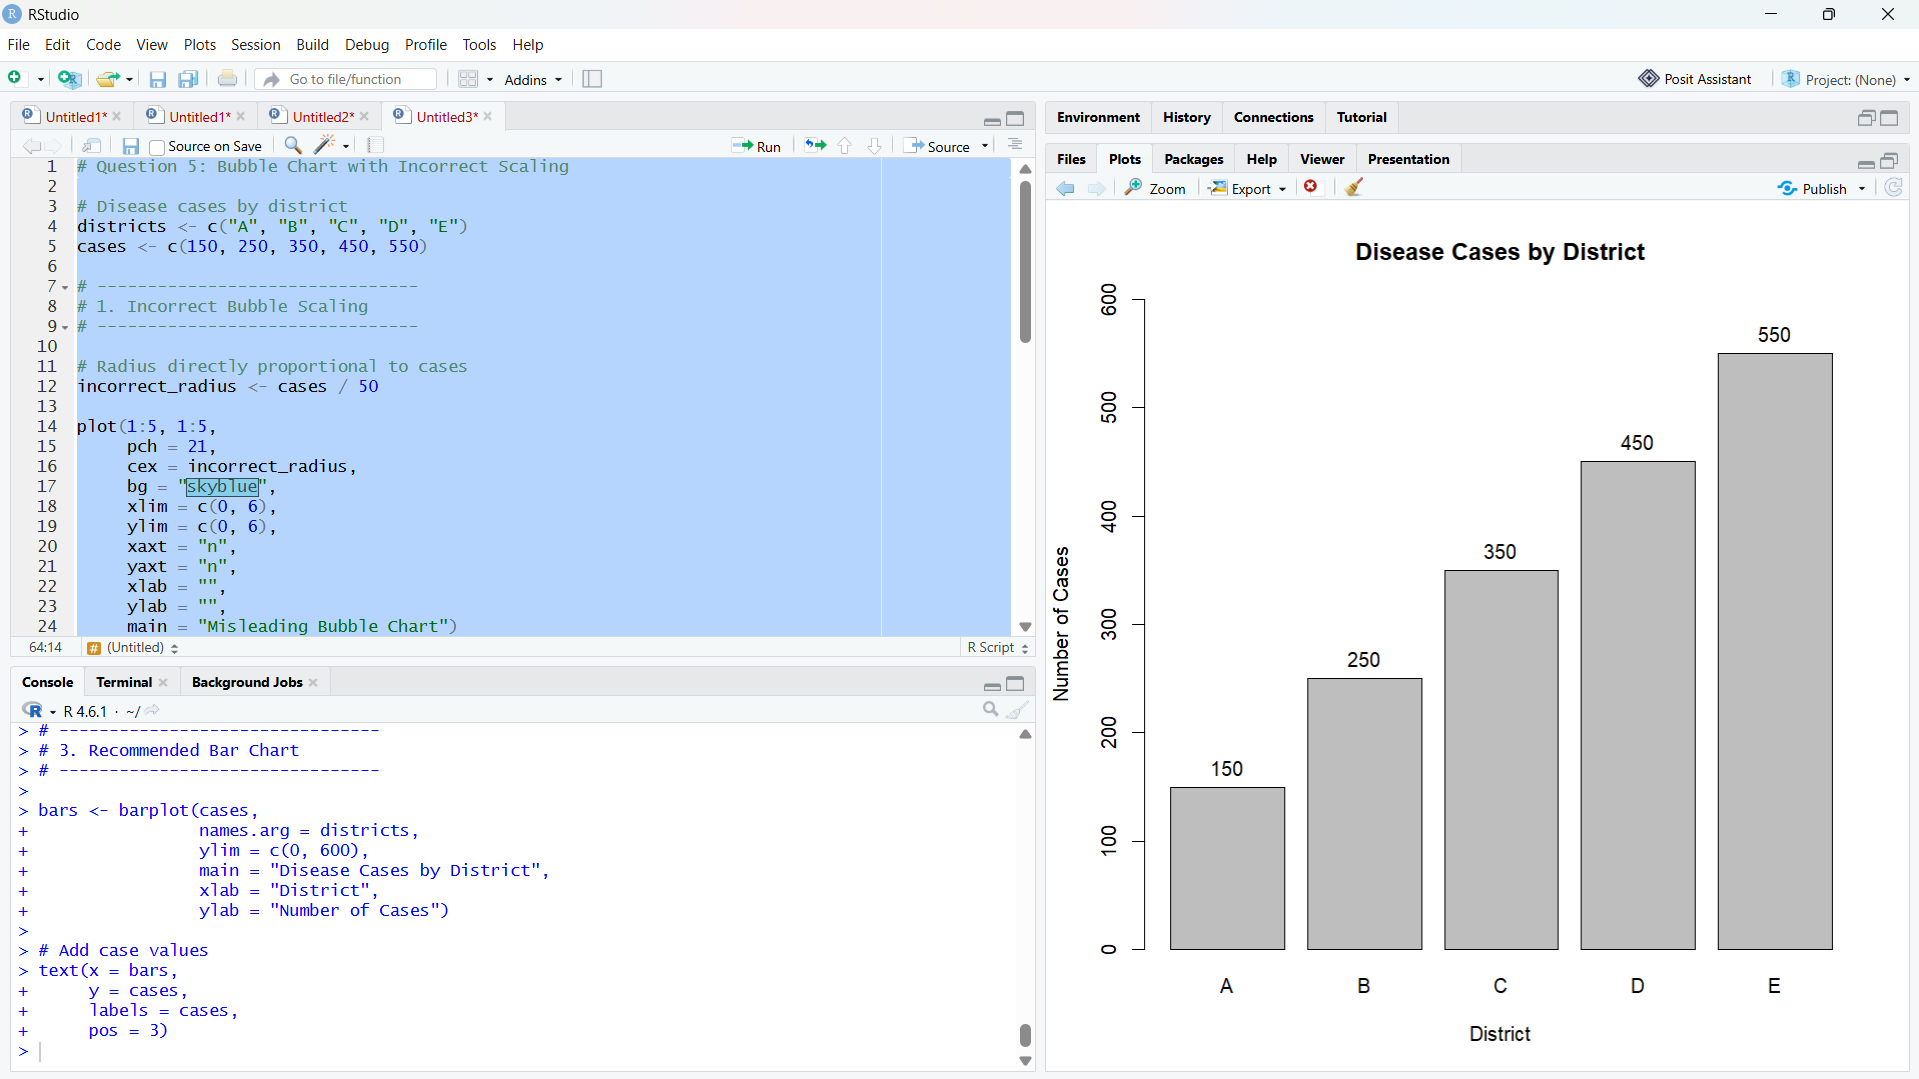 RStudio
File Edit Code View Plots Session Build Debug Profile Tools Help
Go to file/function Addins Posit Assistant Project: (None)
Untitled1* Untitled1* Untitled2* Untitled3*
Source on Save Run Source
1 # Question 5: Bubble Chart with Incorrect Scaling
2
3 # Disease cases by district
4 districts <- c("A", "B", "C", "D", "E")
5 cases <- c(150, 250, 350, 450, 550)
6
7 # --------------------------------
8 # 1. Incorrect Bubble Scaling
9 # --------------------------------
10
11 # Radius directly proportional to cases
12 incorrect_radius <- cases / 50
13
14 plot(1:5, 1:5,
15 pch = 21,
16 cex = incorrect_radius,
17 bg = "skyblue",
18 xlim = c(0, 6),
19 ylim = c(0, 6),
20 xaxt = "n",
21 yaxt = "n",
22 xlab = "",
23 ylab = "",
24 main = "Misleading Bubble Chart")
64:14 # (Untitled) R Script
Console Terminal Background Jobs
R R 4.6.1 · ~/
> # --------------------------------
> # 3. Recommended Bar Chart
> # --------------------------------
>
> bars <- barplot(cases,
+ names.arg = districts,
+ ylim = c(0, 600),
+ main = "Disease Cases by District",
+ xlab = "District",
+ ylab = "Number of Cases")
>
> # Add case values
> text(x = bars,
+ y = cases,
+ labels = cases,
+ pos = 3)
>
Environment History Connections Tutorial
Files Plots Packages Help Viewer Presentation
Zoom Export Publish
Disease Cases by District
Number of Cases
600
500
400
300
200
100
0
150
250
350
450
550
A B C D E
District